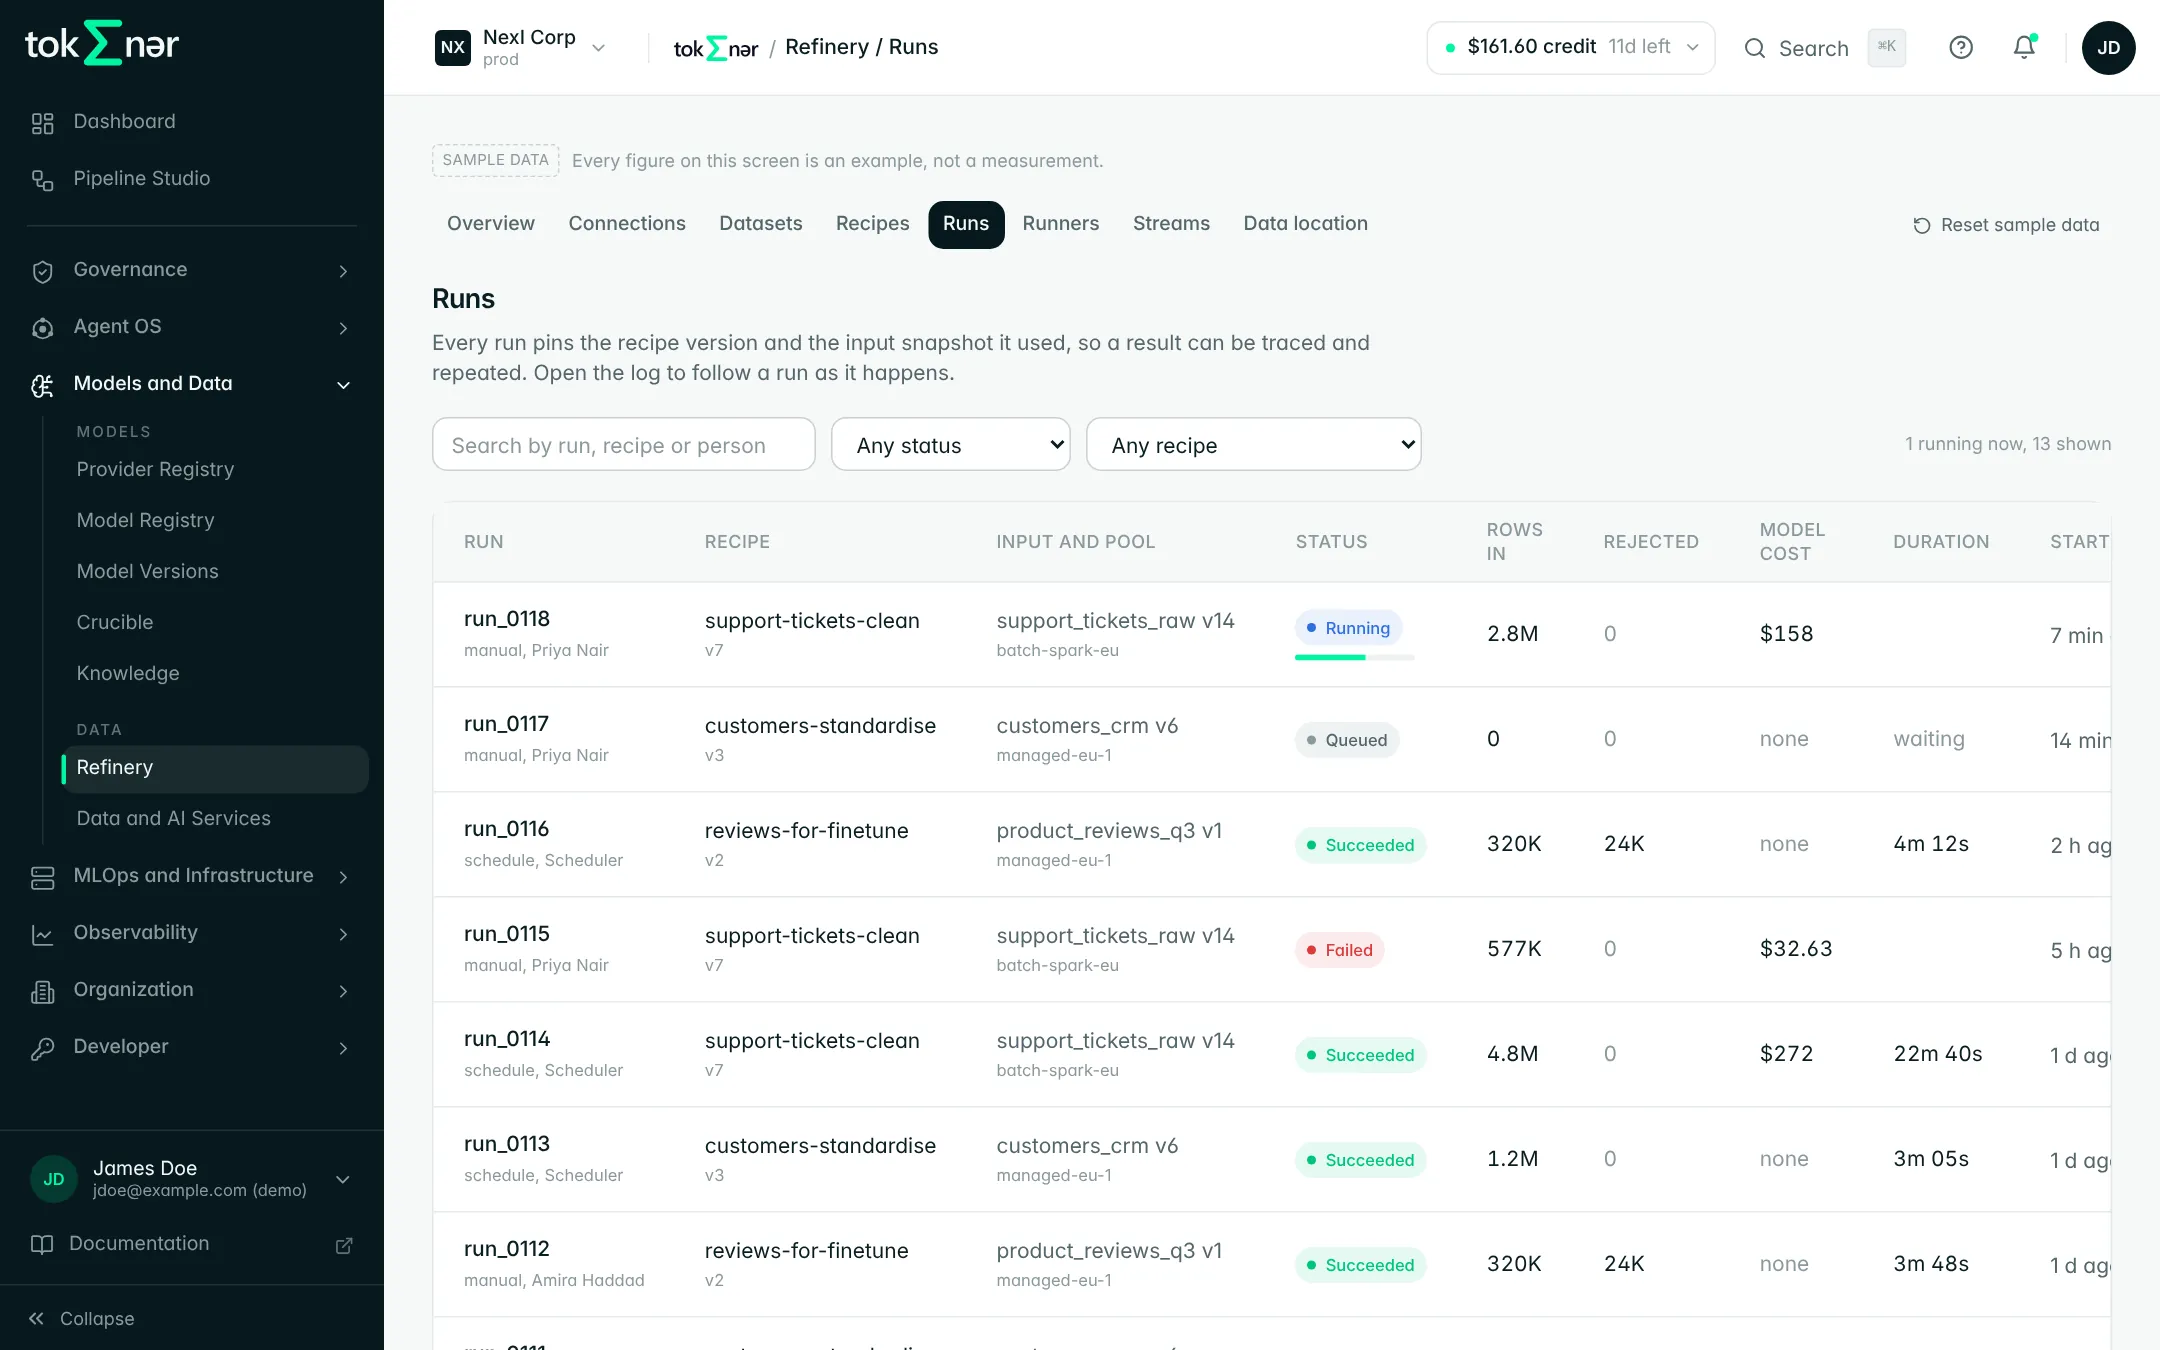 tokΣnər
Dashboard
Pipeline Studio
Governance
Agent OS
Models and Data
MODELS
Provider Registry
Model Registry
Model Versions
Crucible
Knowledge
DATA
Refinery
Data and AI Services
MLOps and Infrastructure
Observability
Organization
Developer
JD
James Doe
jdoe@example.com (demo)
Documentation
Collapse
NX
Nexl Corp
prod
tokΣnər / Refinery / Runs
$161.60 credit 11d left
Search ⌘K
JD
SAMPLE DATA Every figure on this screen is an example, not a measurement.
Overview Connections Datasets Recipes Runs Runners Streams Data location
Reset sample data
Runs
Every run pins the recipe version and the input snapshot it used, so a result can be traced and
repeated. Open the log to follow a run as it happens.
Search by run, recipe or person
Any status
Any recipe
1 running now, 13 shown
RUN RECIPE INPUT AND POOL STATUS ROWS IN REJECTED MODEL COST DURATION START
run_0118 support-tickets-clean support_tickets_raw v14 Running 2.8M 0 $158 7 min
manual, Priya Nair v7 batch-spark-eu
run_0117 customers-standardise customers_crm v6 Queued 0 0 none waiting 14 min
manual, Priya Nair v3 managed-eu-1
run_0116 reviews-for-finetune product_reviews_q3 v1 Succeeded 320K 24K none 4m 12s 2 h ag
schedule, Scheduler v2 managed-eu-1
run_0115 support-tickets-clean support_tickets_raw v14 Failed 577K 0 $32.63 5 h ag
manual, Priya Nair v7 batch-spark-eu
run_0114 support-tickets-clean support_tickets_raw v14 Succeeded 4.8M 0 $272 22m 40s 1 d ago
schedule, Scheduler v7 batch-spark-eu
run_0113 customers-standardise customers_crm v6 Succeeded 1.2M 0 none 3m 05s 1 d ago
schedule, Scheduler v3 managed-eu-1
run_0112 reviews-for-finetune product_reviews_q3 v1 Succeeded 320K 24K none 3m 48s 1 d ago
manual, Amira Haddad v2 managed-eu-1